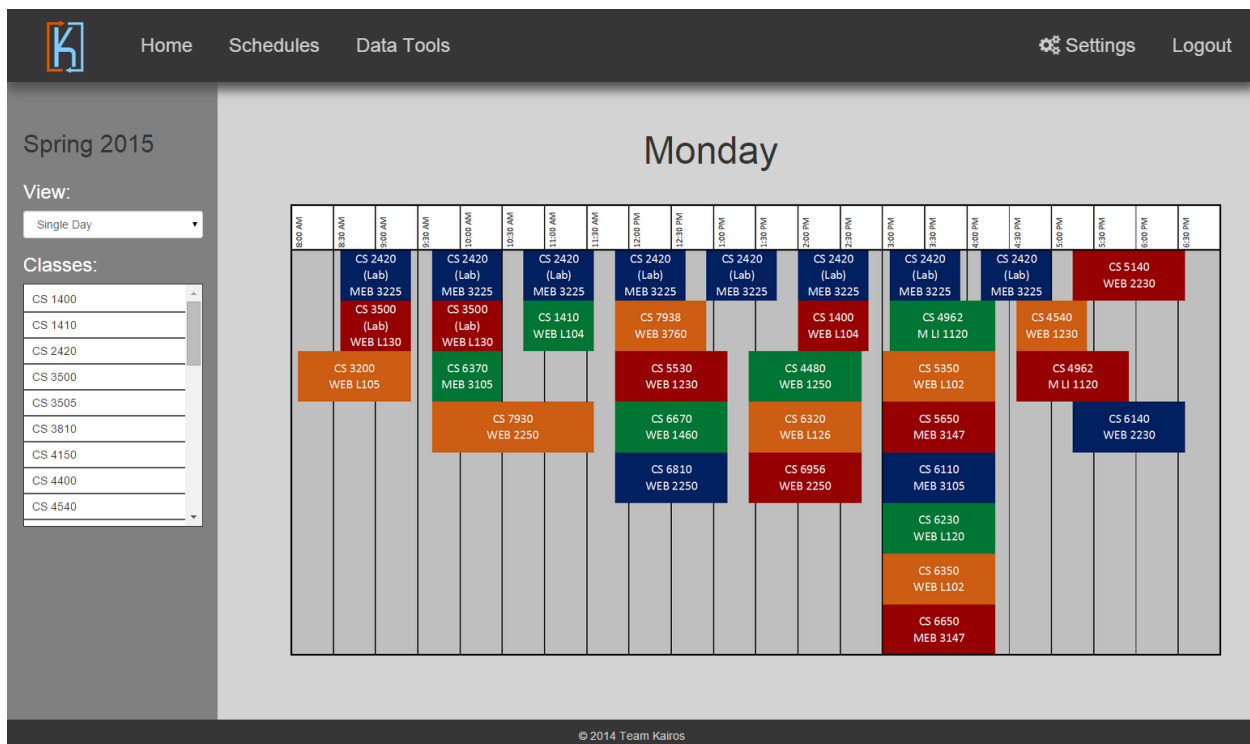 Home Schedules Data Tools Settings Logout
Spring 2015
View:
Single Day
Classes:
CS 1400
CS 1410
CS 2420
CS 3500
CS 3505
CS 3810
CS 4150
CS 4400
CS 4540
Monday
8:00 AM 8:30 AM 9:00 AM 9:30 AM 10:00 AM 10:30 AM 11:00 AM 11:30 AM 12:00 PM 12:30 PM 1:00 PM 1:30 PM 2:00 PM 2:30 PM 3:00 PM 3:30 PM 4:00 PM 4:30 PM 5:00 PM 5:30 PM 6:00 PM 6:30 PM
CS 2420
(Lab)
MEB 3225
CS 2420
(Lab)
MEB 3225
CS 2420
(Lab)
MEB 3225
CS 2420
(Lab)
MEB 3225
CS 2420
(Lab)
MEB 3225
CS 2420
(Lab)
MEB 3225
CS 2420
(Lab)
MEB 3225
CS 2420
(Lab)
MEB 3225
CS 5140
WEB 2230
CS 3500
(Lab)
WEB L130
CS 3500
(Lab)
WEB L130
CS 1410
WEB L104
CS 7938
WEB 3760
CS 1400
WEB L104
CS 4962
M LI 1120
CS 4540
WEB 1230
CS 3200
WEB L105
CS 6370
MEB 3105
CS 5530
WEB 1230
CS 4480
WEB 1250
CS 5350
WEB L102
CS 4962
M LI 1120
CS 7930
WEB 2250
CS 6670
WEB 1460
CS 6320
WEB L126
CS 5650
MEB 3147
CS 6140
WEB 2230
CS 6810
WEB 2250
CS 6956
WEB 2250
CS 6110
MEB 3105
CS 6230
WEB L120
CS 6350
WEB L102
CS 6650
MEB 3147
© 2014 Team Kairos